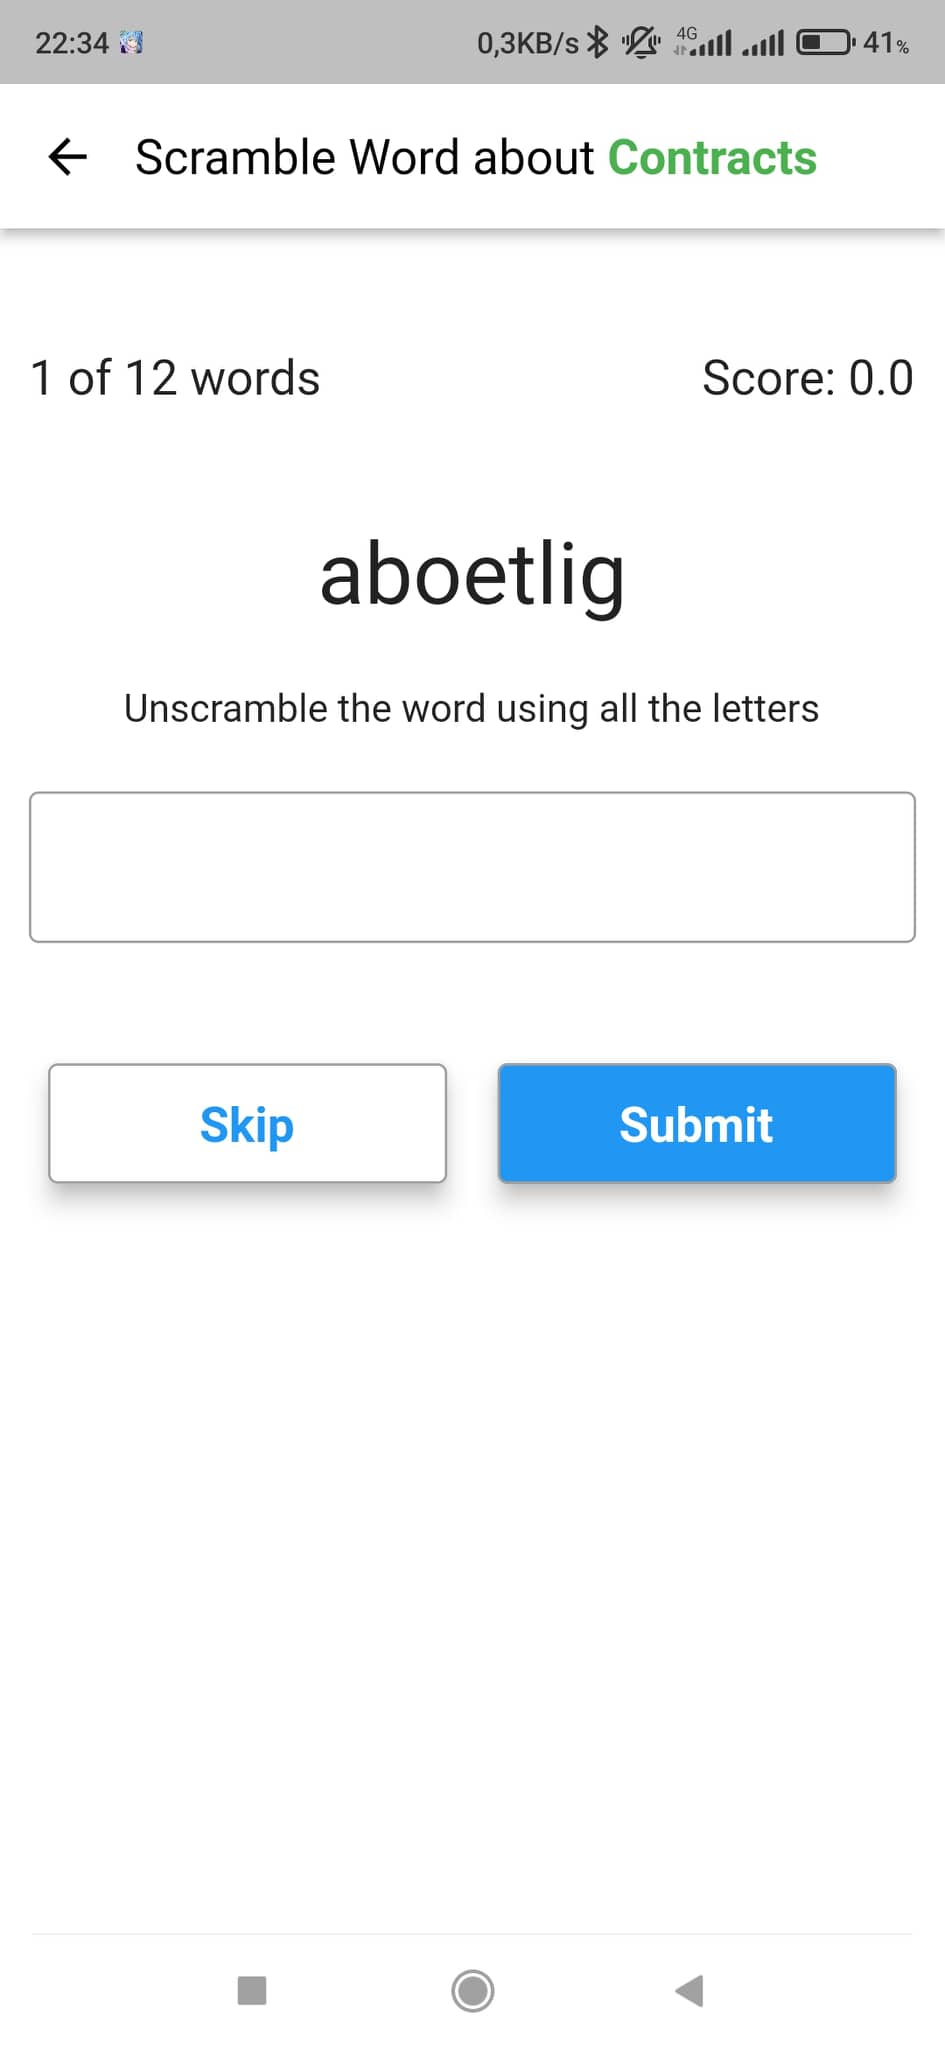 22:34 0,3KB/s 4G 41%
Scramble Word about Contracts
1 of 12 words Score: 0.0
aboetlig
Unscramble the word using all the letters
Skip Submit